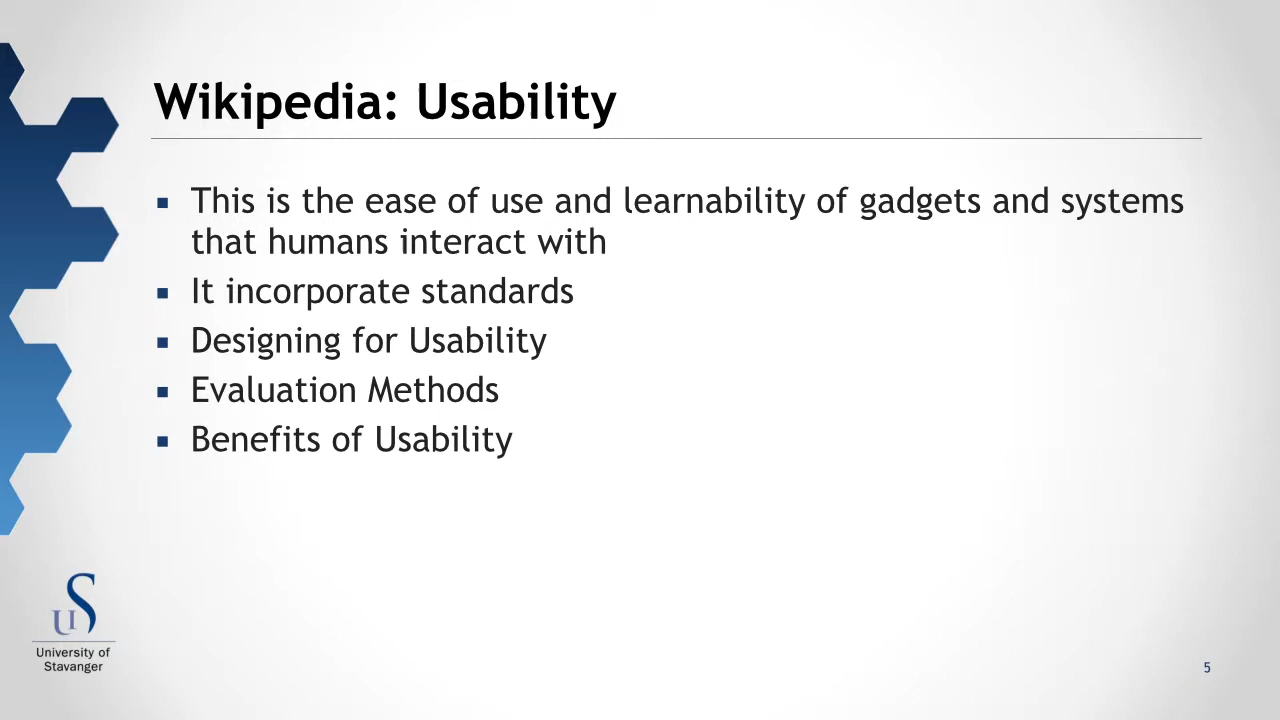 Wikipedia: Usability
This is the ease of use and learnability of gadgets and systems
that humans interact with
It incorporate standards
Designing for Usability
Evaluation Methods
Benefits of Usability
US
University of
Stavanger
5